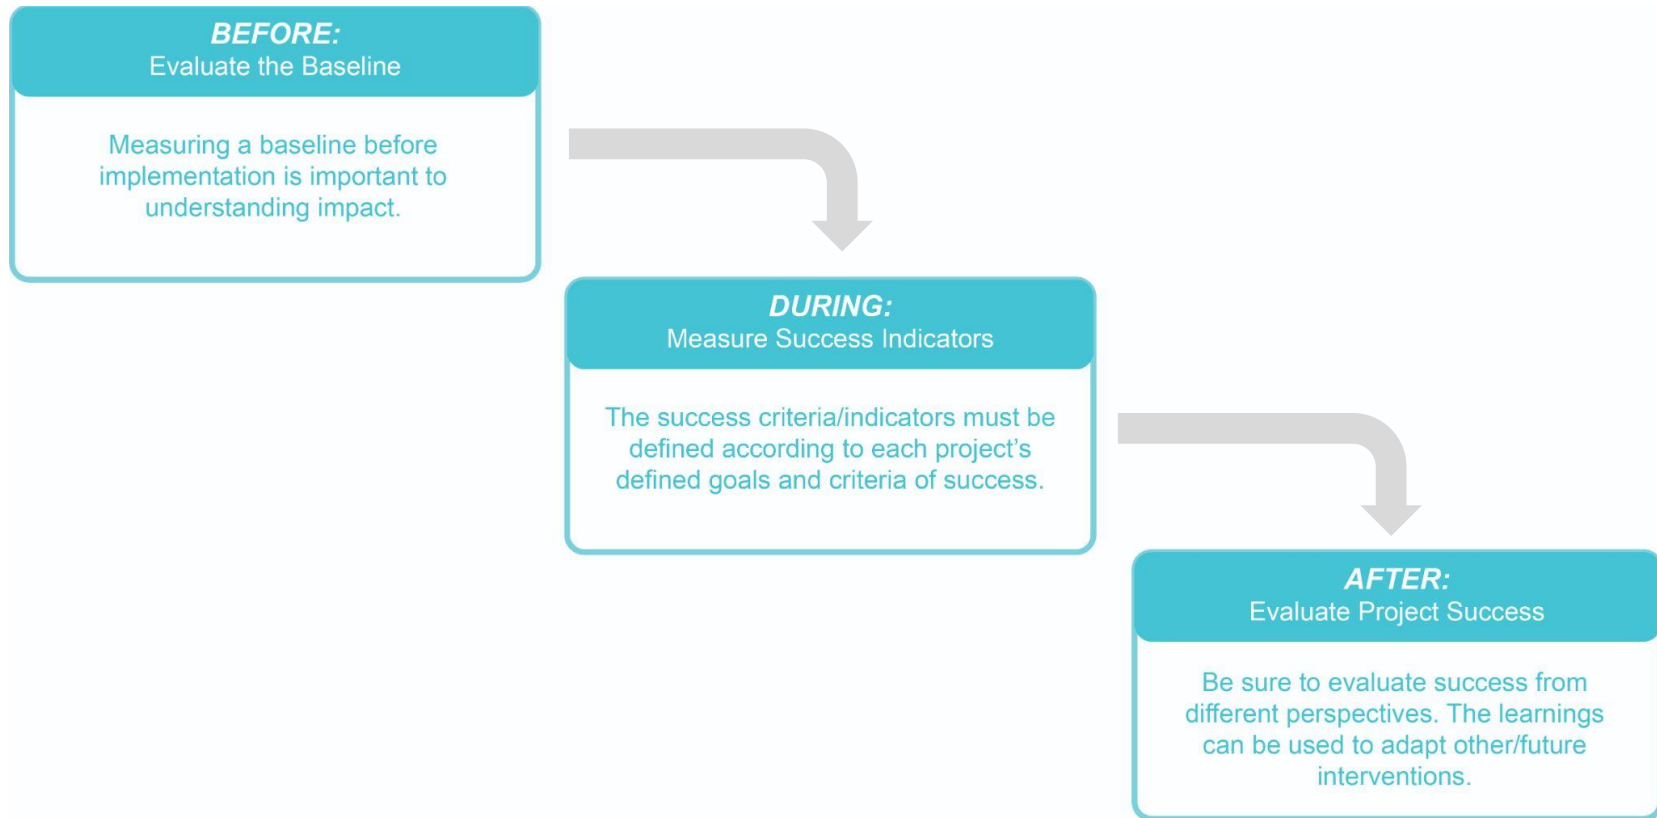 BEFORE:
Evaluate the Baseline
Measuring a baseline before
implementation is important to
understanding impact.
DURING:
Measure Success Indicators
The success criteria/indicators must be
defined according to each project’s
defined goals and criteria of success.
AFTER:
Evaluate Project Success
Be sure to evaluate success from
different perspectives. The learnings
can be used to adapt other/future
interventions.